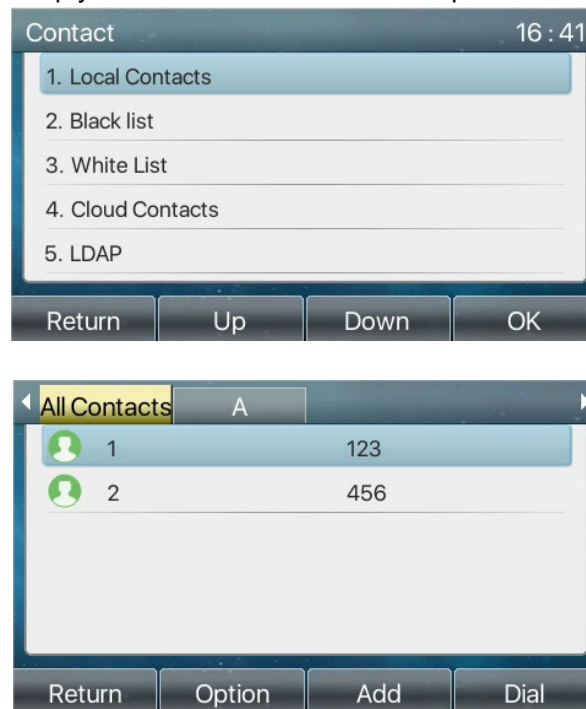 Contact 16 : 41
1. Local Contacts
2. Black list
3. White List
4. Cloud Contacts
5. LDAP
Return Up Down OK
All Contacts A
1 123
2 456
Return Option Add Dial